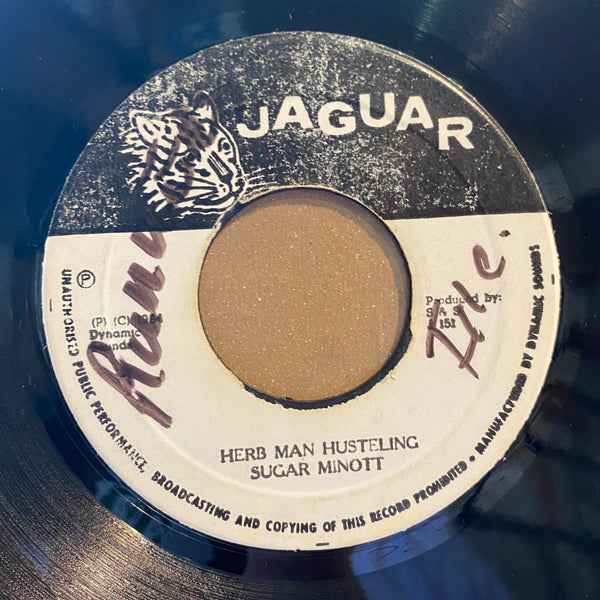 JAGUAR
℗
(P) (C) 1984
Dynamic
Sounds
Produced by:
S & S
151
Inc.
HERB MAN HUSTELING
SUGAR MINOTT
UNAUTHORISED PUBLIC PERFORMANCE, BROADCASTING AND COPYING OF THIS RECORD PROHIBITED • MANUFACTURED BY DYNAMIC SOUNDS